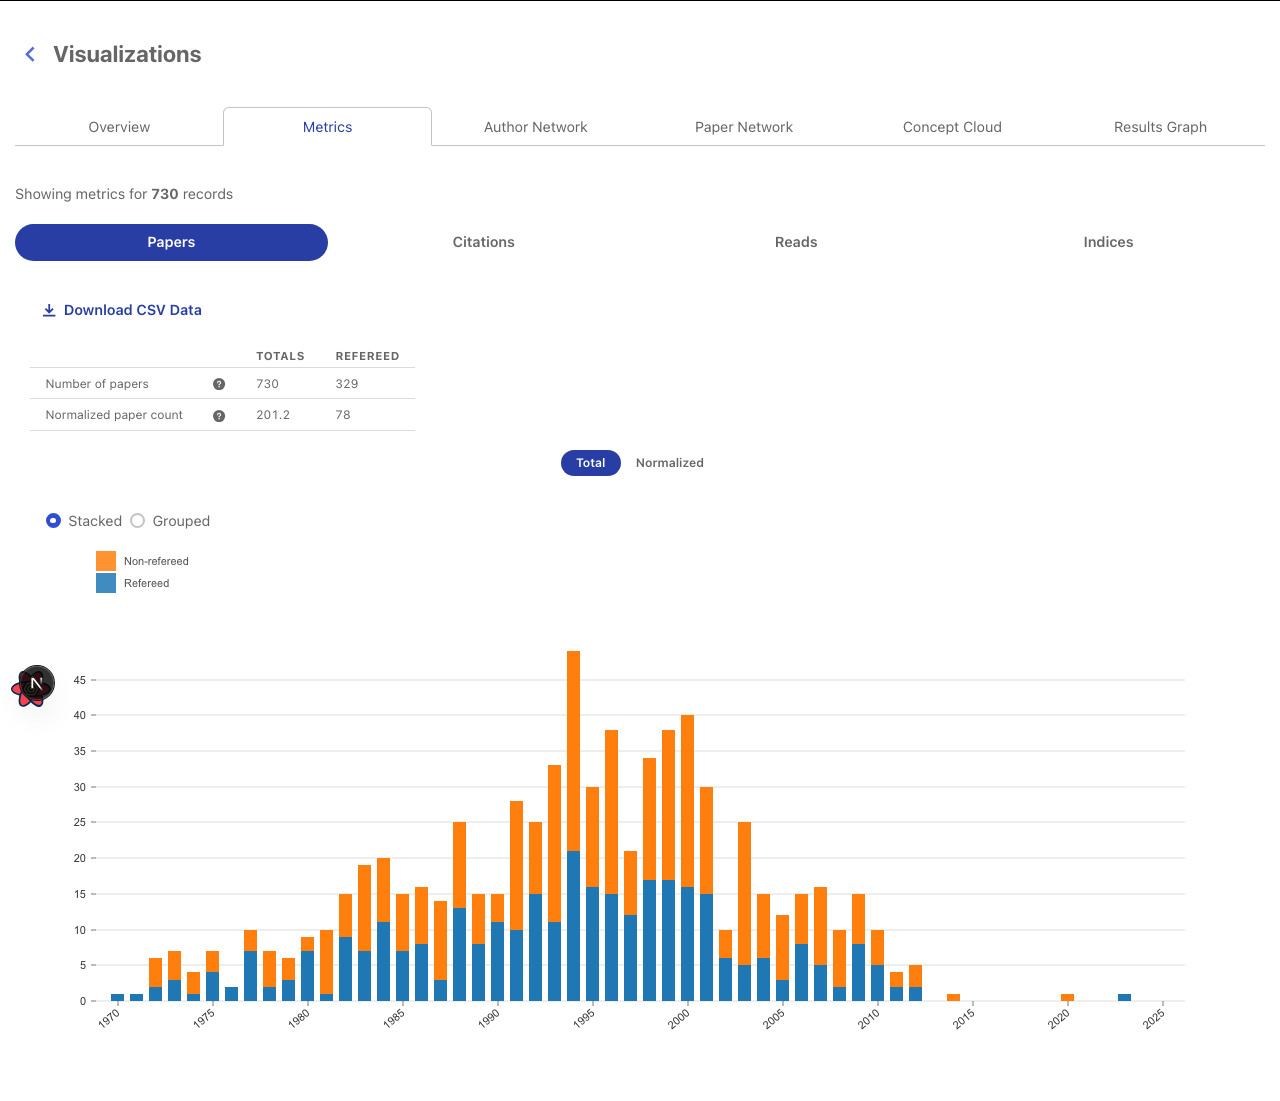 Visualizations
Overview Metrics Author Network Paper Network Concept Cloud Results Graph
Showing metrics for 730 records
Papers Citations Reads Indices
Download CSV Data
TOTALS REFEREED
Number of papers ? 730 329
Normalized paper count ? 201.2 78
Total Normalized
Stacked Grouped
Non-refereed
Refereed
N
45
40
35
30
25
20
15
10
5
0
1970 1975 1980 1985 1990 1995 2000 2005 2010 2015 2020 2025